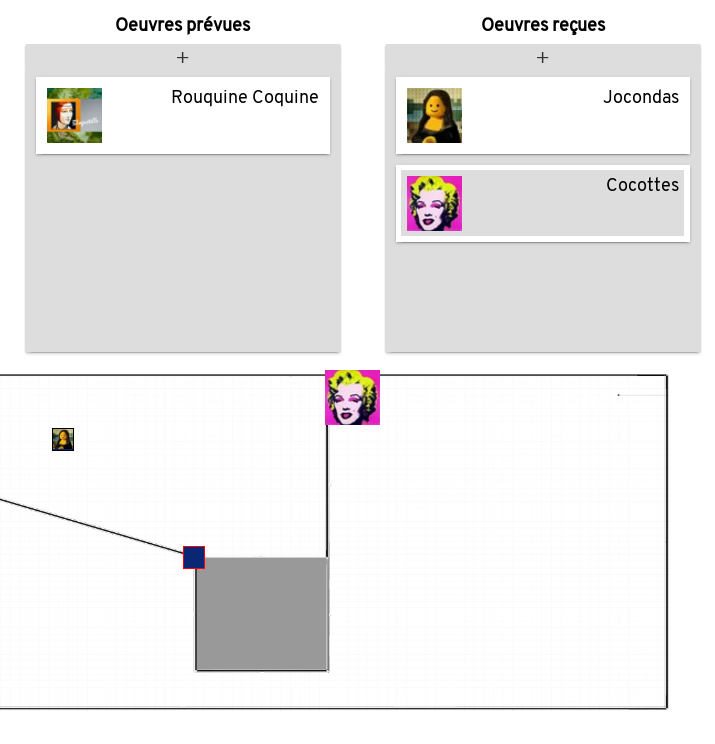 Oeuvres prévues
Oeuvres reçues
+
+
Rouquine Coquine
Jocondas
Cocottes